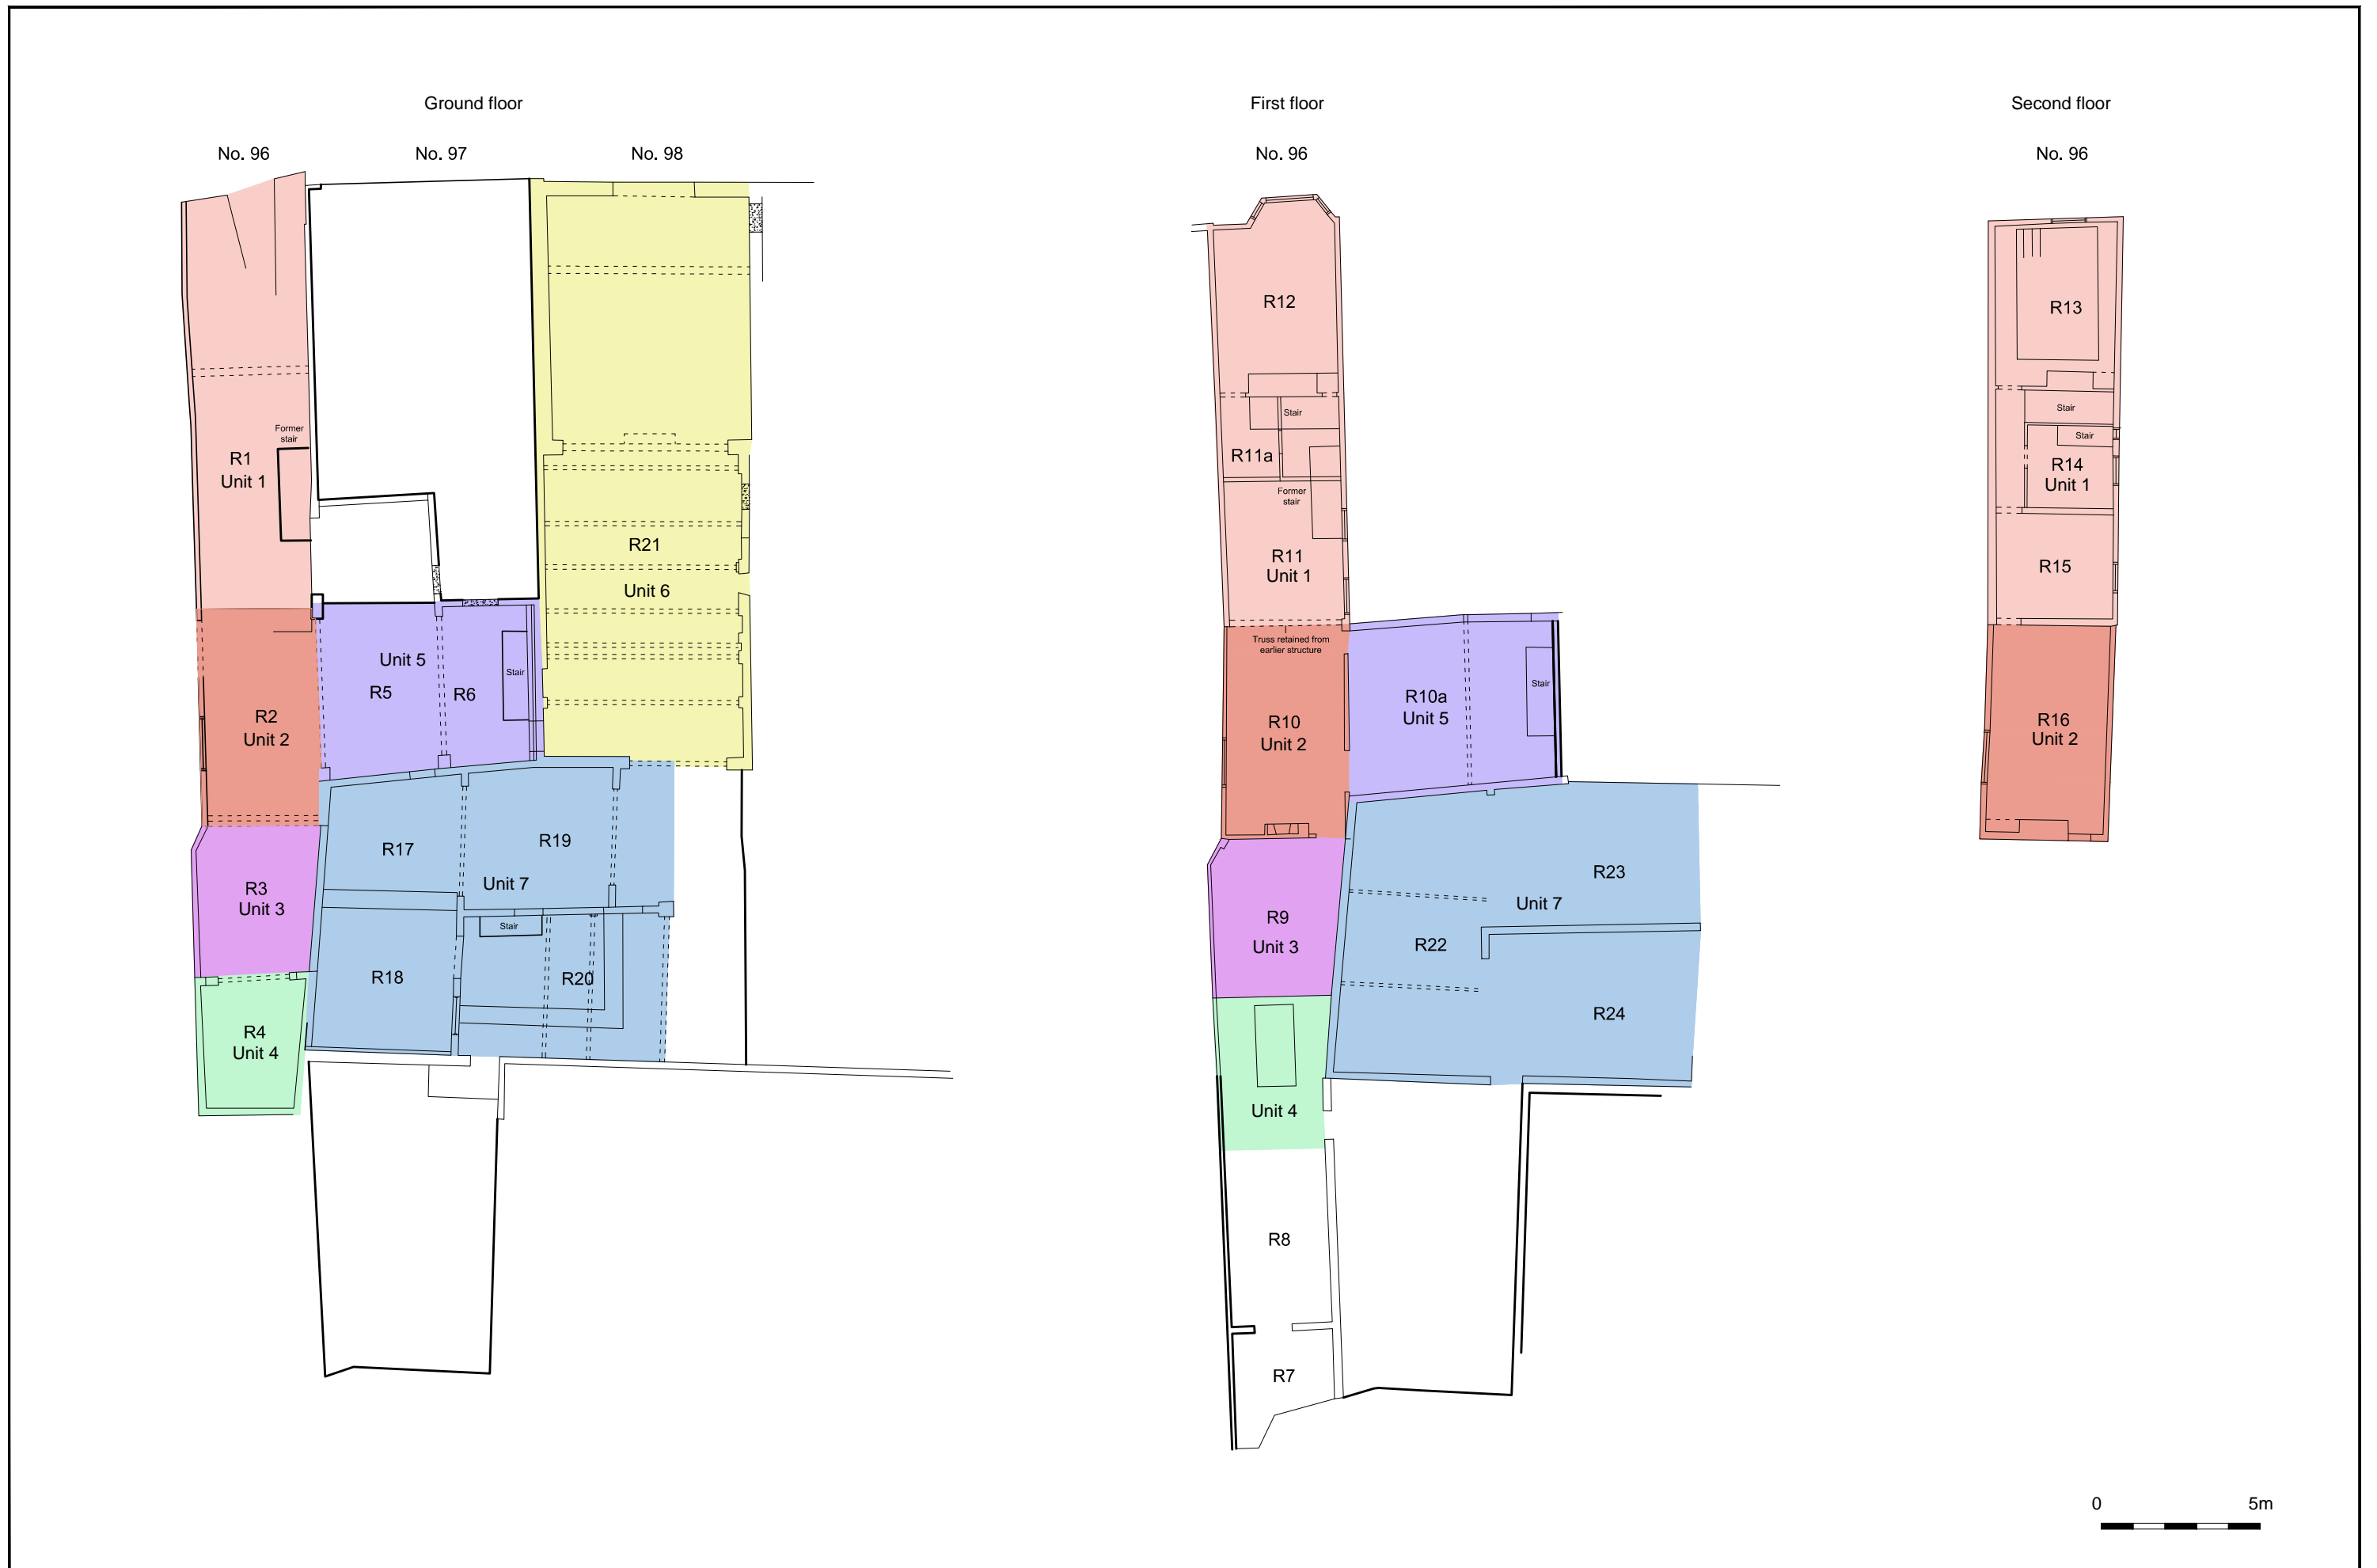 Ground floor
No. 96
No. 97
No. 98
Former
stair
R1
Unit 1
R21
Unit 6
Unit 5
R5
R6
Stair
R2
Unit 2
R17
R19
Unit 7
R3
Unit 3
Stair
R18
R20
R4
Unit 4
First floor
No. 96
R12
Stair
R11a
Former
stair
R11
Unit 1
Truss retained from
earlier structure
R10a
Unit 5
Stair
R10
Unit 2
R23
Unit 7
R9
Unit 3
R22
R24
Unit 4
R8
R7
Second floor
No. 96
R13
Stair
Stair
R14
Unit 1
R15
R16
Unit 2
0 5m